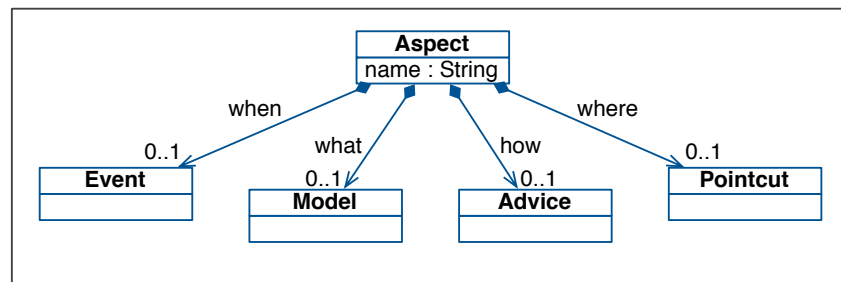 Aspect
name : String
when
where
what
how
0..1
0..1
0..1
0..1
Event
Model
Advice
Pointcut